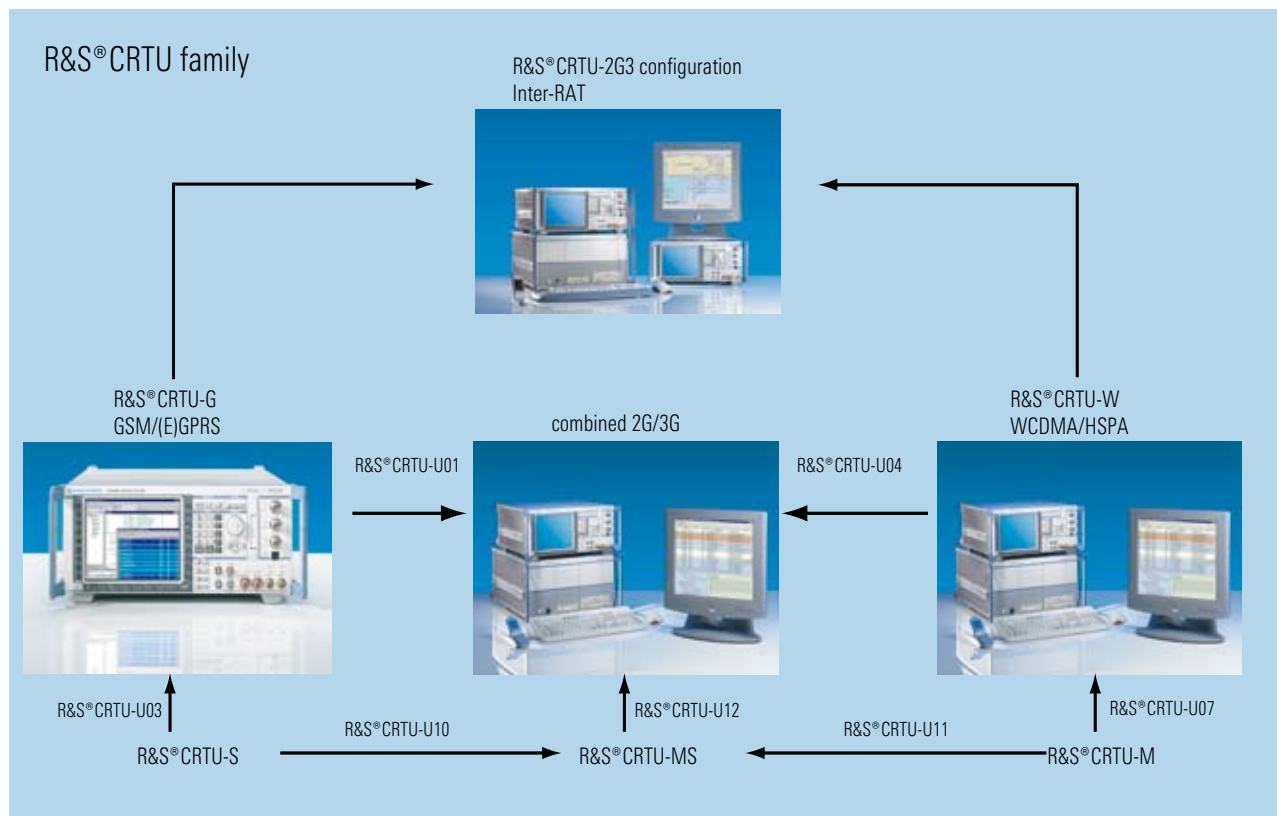 R&S®CRTU family
R&S®CRTU-2G3 configuration
Inter-RAT
R&S®CRTU-G
GSM/(E)GPRS
combined 2G/3G
R&S®CRTU-W
WCDMA/HSPA
R&S®CRTU-U01
R&S®CRTU-U04
R&S®CRTU-U03
R&S®CRTU-U12
R&S®CRTU-U07
R&S®CRTU-U10
R&S®CRTU-U11
R&S®CRTU-S
R&S®CRTU-MS
R&S®CRTU-M